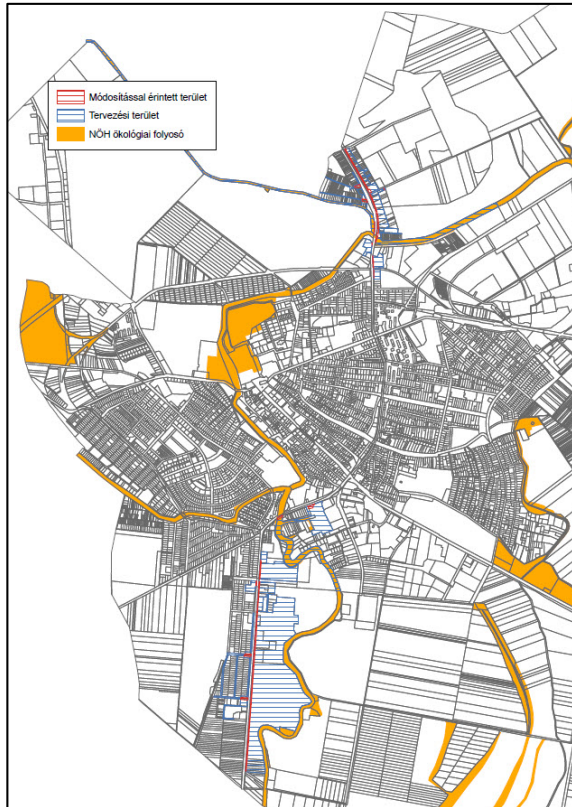 Módosítással érintett terület
Tervezési terület
NÖH ökológiai folyosó